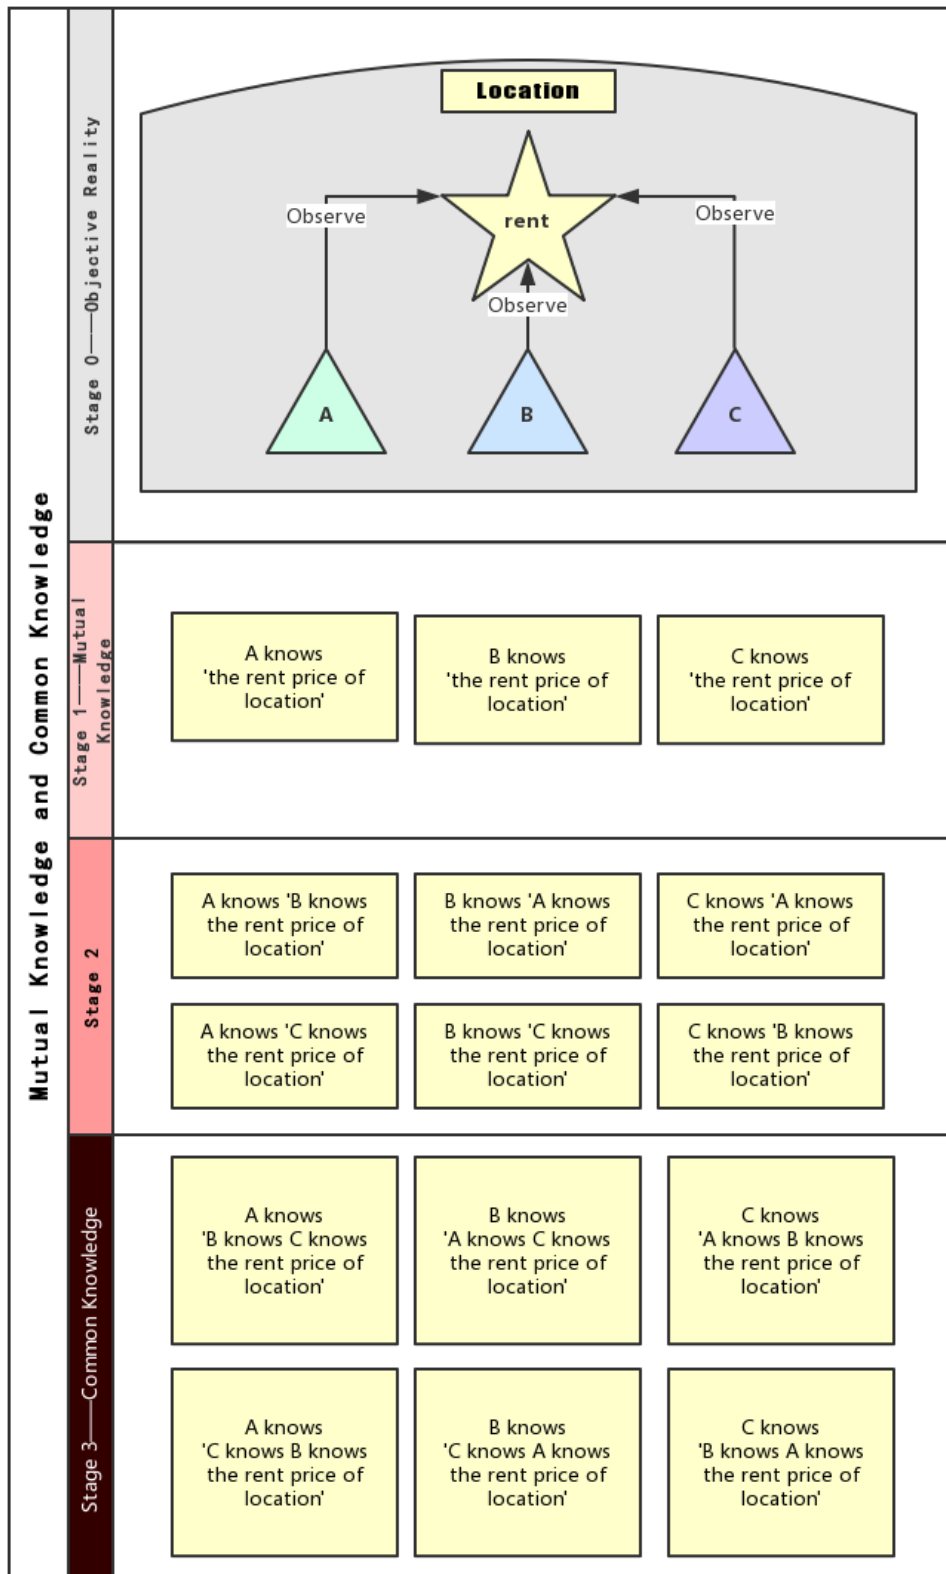 Mutual Knowledge and Common Knowledge
Stage 0——Objective Reality
Location
rent
Observe
Observe
Observe
A
B
C
Stage 1——Mutual
Knowledge
A knows
'the rent price of
location'
B knows
'the rent price of
location'
C knows
'the rent price of
location'
Stage 2
A knows 'B knows
the rent price of
location'
B knows 'A knows
the rent price of
location'
C knows 'A knows
the rent price of
location'
A knows 'C knows
the rent price of
location'
B knows 'C knows
the rent price of
location'
C knows 'B knows
the rent price of
location'
Stage 3——Common Knowledge
A knows
'B knows C knows
the rent price of
location'
B knows
'A knows C knows
the rent price of
location'
C knows
'A knows B knows
the rent price of
location'
A knows
'C knows B knows
the rent price of
location'
B knows
'C knows A knows
the rent price of
location'
C knows
'B knows A knows
the rent price of
location'